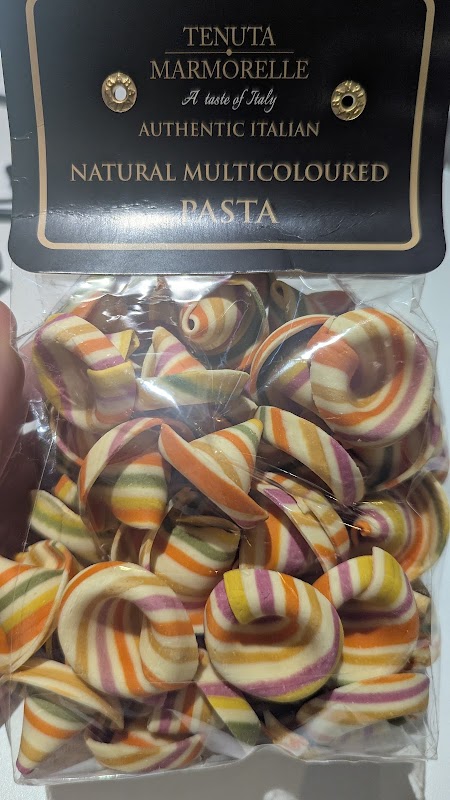 TENUTA
MARMORELLE
A taste of Italy
AUTHENTIC ITALIAN
NATURAL MULTICOLOURED
PASTA